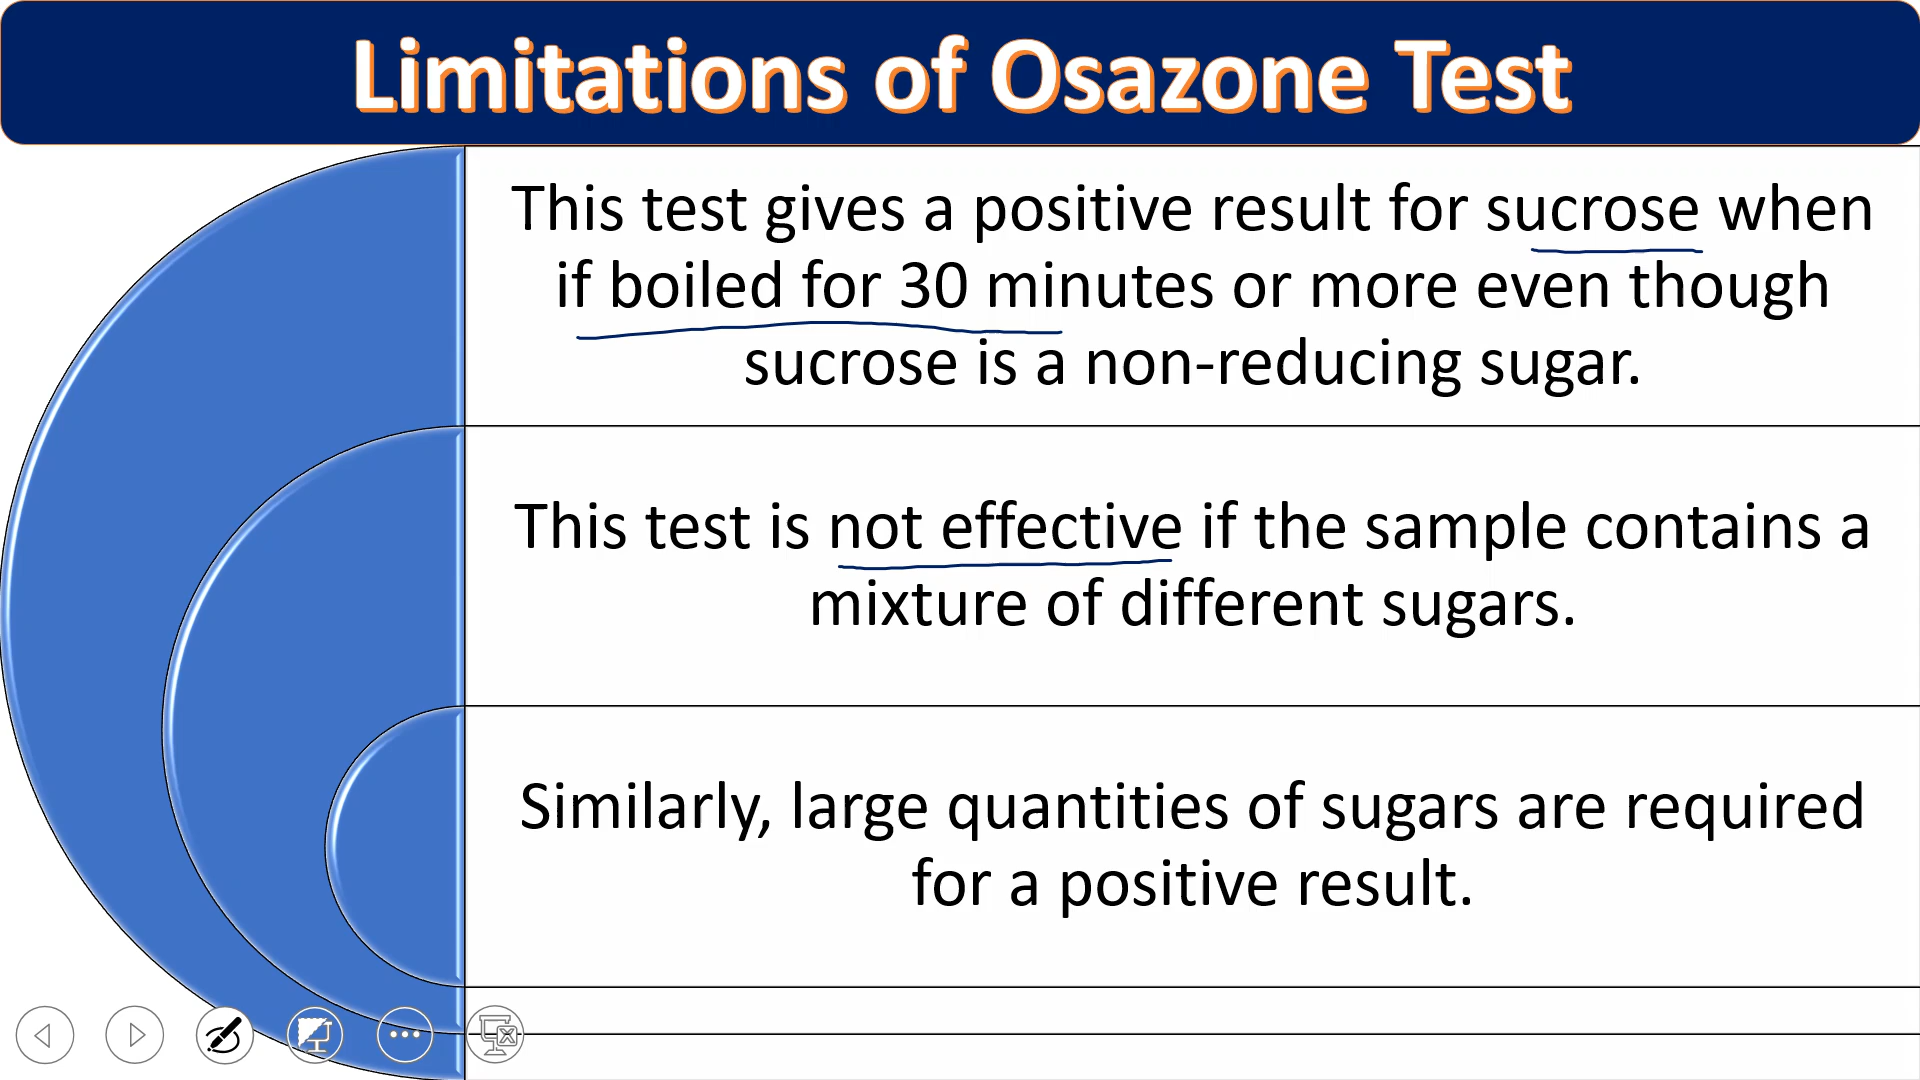 Limitations of Osazone Test
This test gives a positive result for sucrose when
if boiled for 30 minutes or more even though
sucrose is a non-reducing sugar.
This test is not effective if the sample contains a
mixture of different sugars.
Similarly, large quantities of sugars are required
for a positive result.